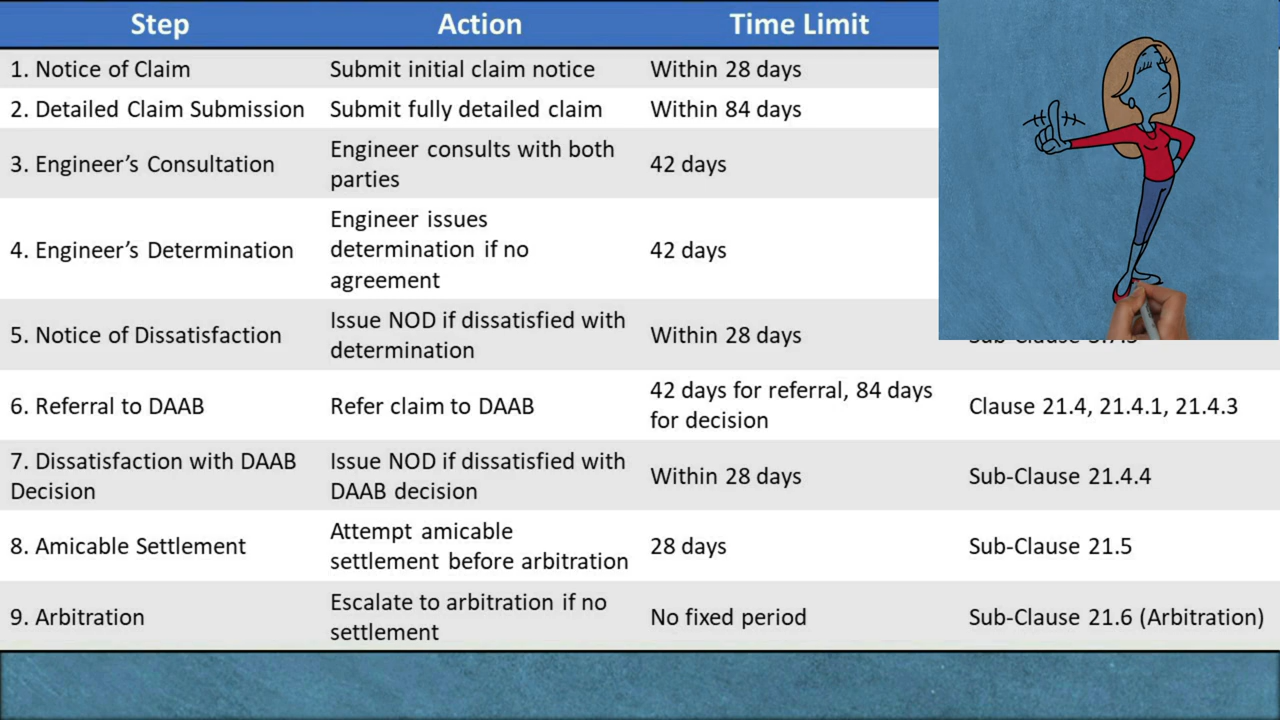 Step Action Time Limit
1. Notice of Claim Submit initial claim notice Within 28 days
2. Detailed Claim Submission Submit fully detailed claim Within 84 days
3. Engineer’s Consultation Engineer consults with both
parties 42 days
4. Engineer’s Determination Engineer issues
determination if no
agreement 42 days
5. Notice of Dissatisfaction Issue NOD if dissatisfied with
determination Within 28 days
6. Referral to DAAB Refer claim to DAAB 42 days for referral, 84 days
for decision Clause 21.4, 21.4.1, 21.4.3
7. Dissatisfaction with DAAB
Decision Issue NOD if dissatisfied with
DAAB decision Within 28 days Sub-Clause 21.4.4
8. Amicable Settlement Attempt amicable
settlement before arbitration 28 days Sub-Clause 21.5
9. Arbitration Escalate to arbitration if no
settlement No fixed period Sub-Clause 21.6 (Arbitration)